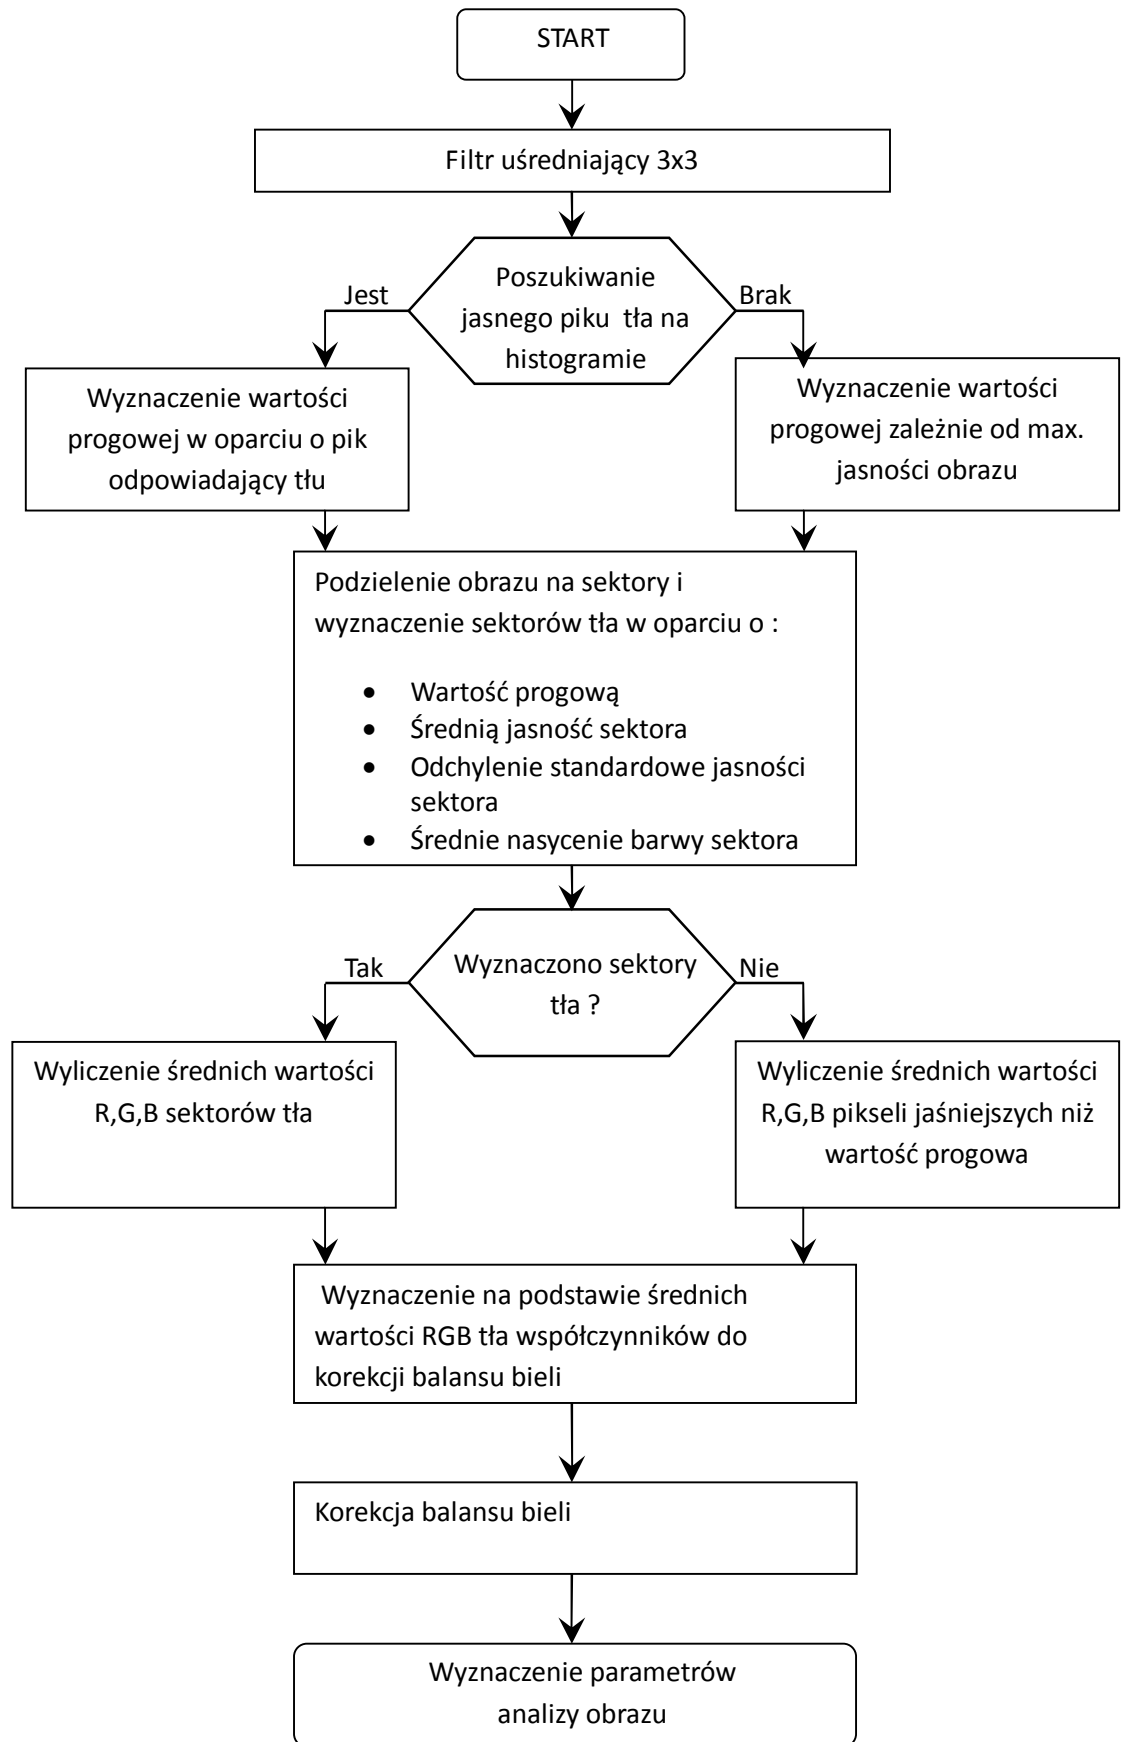 START
Filtr uśredniający 3x3
Poszukiwanie
jasnego piku tła na
histogramie
Jest
Brak
Wyznaczenie wartości
progowej w oparciu o pik
odpowiadający tłu
Wyznaczenie wartości
progowej zależnie od max.
jasności obrazu
Podzielenie obrazu na sektory i
wyznaczenie sektorów tła w oparciu o :
• Wartość progową
• Średnią jasność sektora
• Odchylenie standardowe jasności
sektora
• Średnie nasycenie barwy sektora
Wyznaczono sektory
tła ?
Tak
Nie
Wyliczenie średnich wartości
R,G,B sektorów tła
Wyliczenie średnich wartości
R,G,B pikseli jaśniejszych niż
wartość progowa
Wyznaczenie na podstawie średnich
wartości RGB tła współczynników do
korekcji balansu bieli
Korekcja balansu bieli
Wyznaczenie parametrów
analizy obrazu